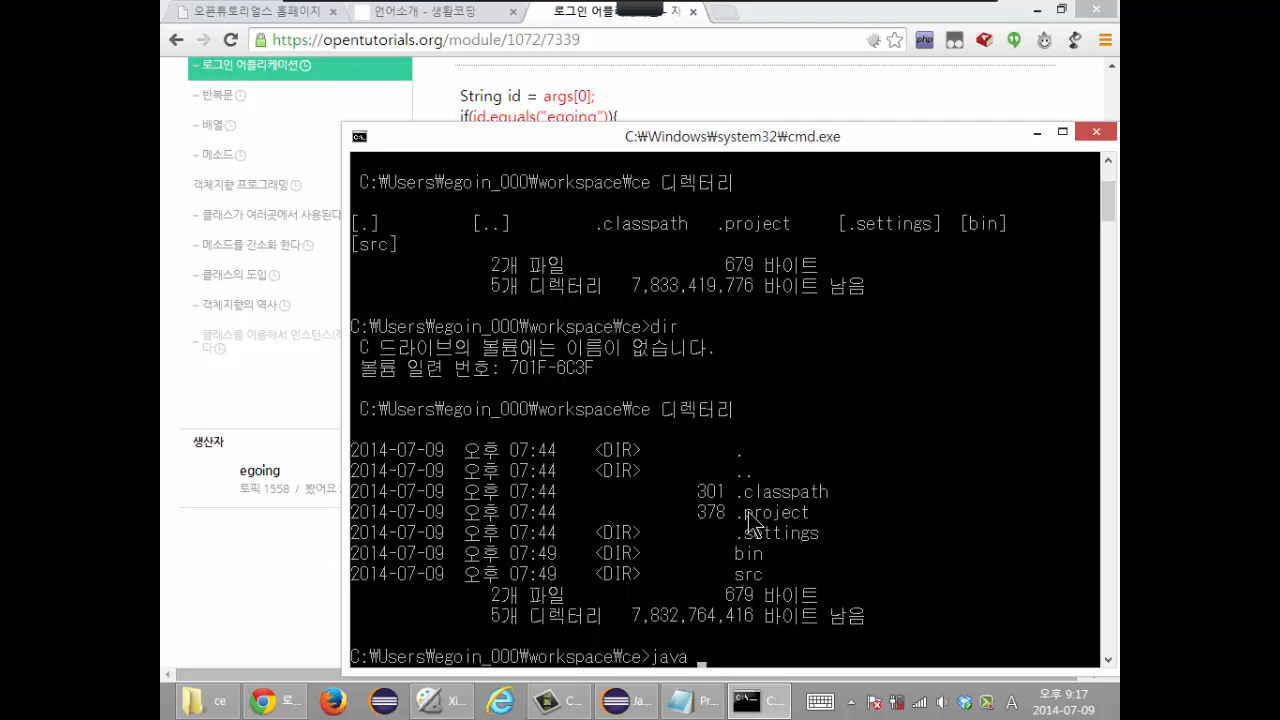 오픈튜토리얼스 홈페이지
언어소개 - 생활코딩
로그인 어플리
https://opentutorials.org/module/1072/7339
php
– 로그인 어플리케이션
– 반복문
– 배열
– 메소드
객체지향 프로그래밍
– 클래스가 여러곳에서 사용된다
– 메소드를 간소화 한다
– 클래스의 도입
– 객체지향의 역사
– 클래스를 이용해서 인스턴스(
다
생산자
egoing
토픽 1558 / 봤어요
String id = args[0];
if(id.equals("egoing")){
C:\Windows\system32\cmd.exe
C:\Users\egoin_000\workspace\ce 디렉터리
[.] [..] .classpath .project [.settings] [bin]
[src]
2개 파일 679 바이트
5개 디렉터리 7,833,419,776 바이트 남음
C:\Users\egoin_000\workspace\ce>dir
C 드라이브의 볼륨에는 이름이 없습니다.
볼륨 일련 번호: 701F-6C3F
C:\Users\egoin_000\workspace\ce 디렉터리
2014-07-09 오후 07:44 <DIR> .
2014-07-09 오후 07:44 <DIR> ..
2014-07-09 오후 07:44 301 .classpath
2014-07-09 오후 07:44 378 .project
2014-07-09 오후 07:44 <DIR> .settings
2014-07-09 오후 07:49 <DIR> bin
2014-07-09 오후 07:49 <DIR> src
2개 파일 679 바이트
5개 디렉터리 7,832,764,416 바이트 남음
C:\Users\egoin_000\workspace\ce>java
ce
로...
Xi...
C...
Ja...
Pr...
C...
A
오후 9:17
2014-07-09